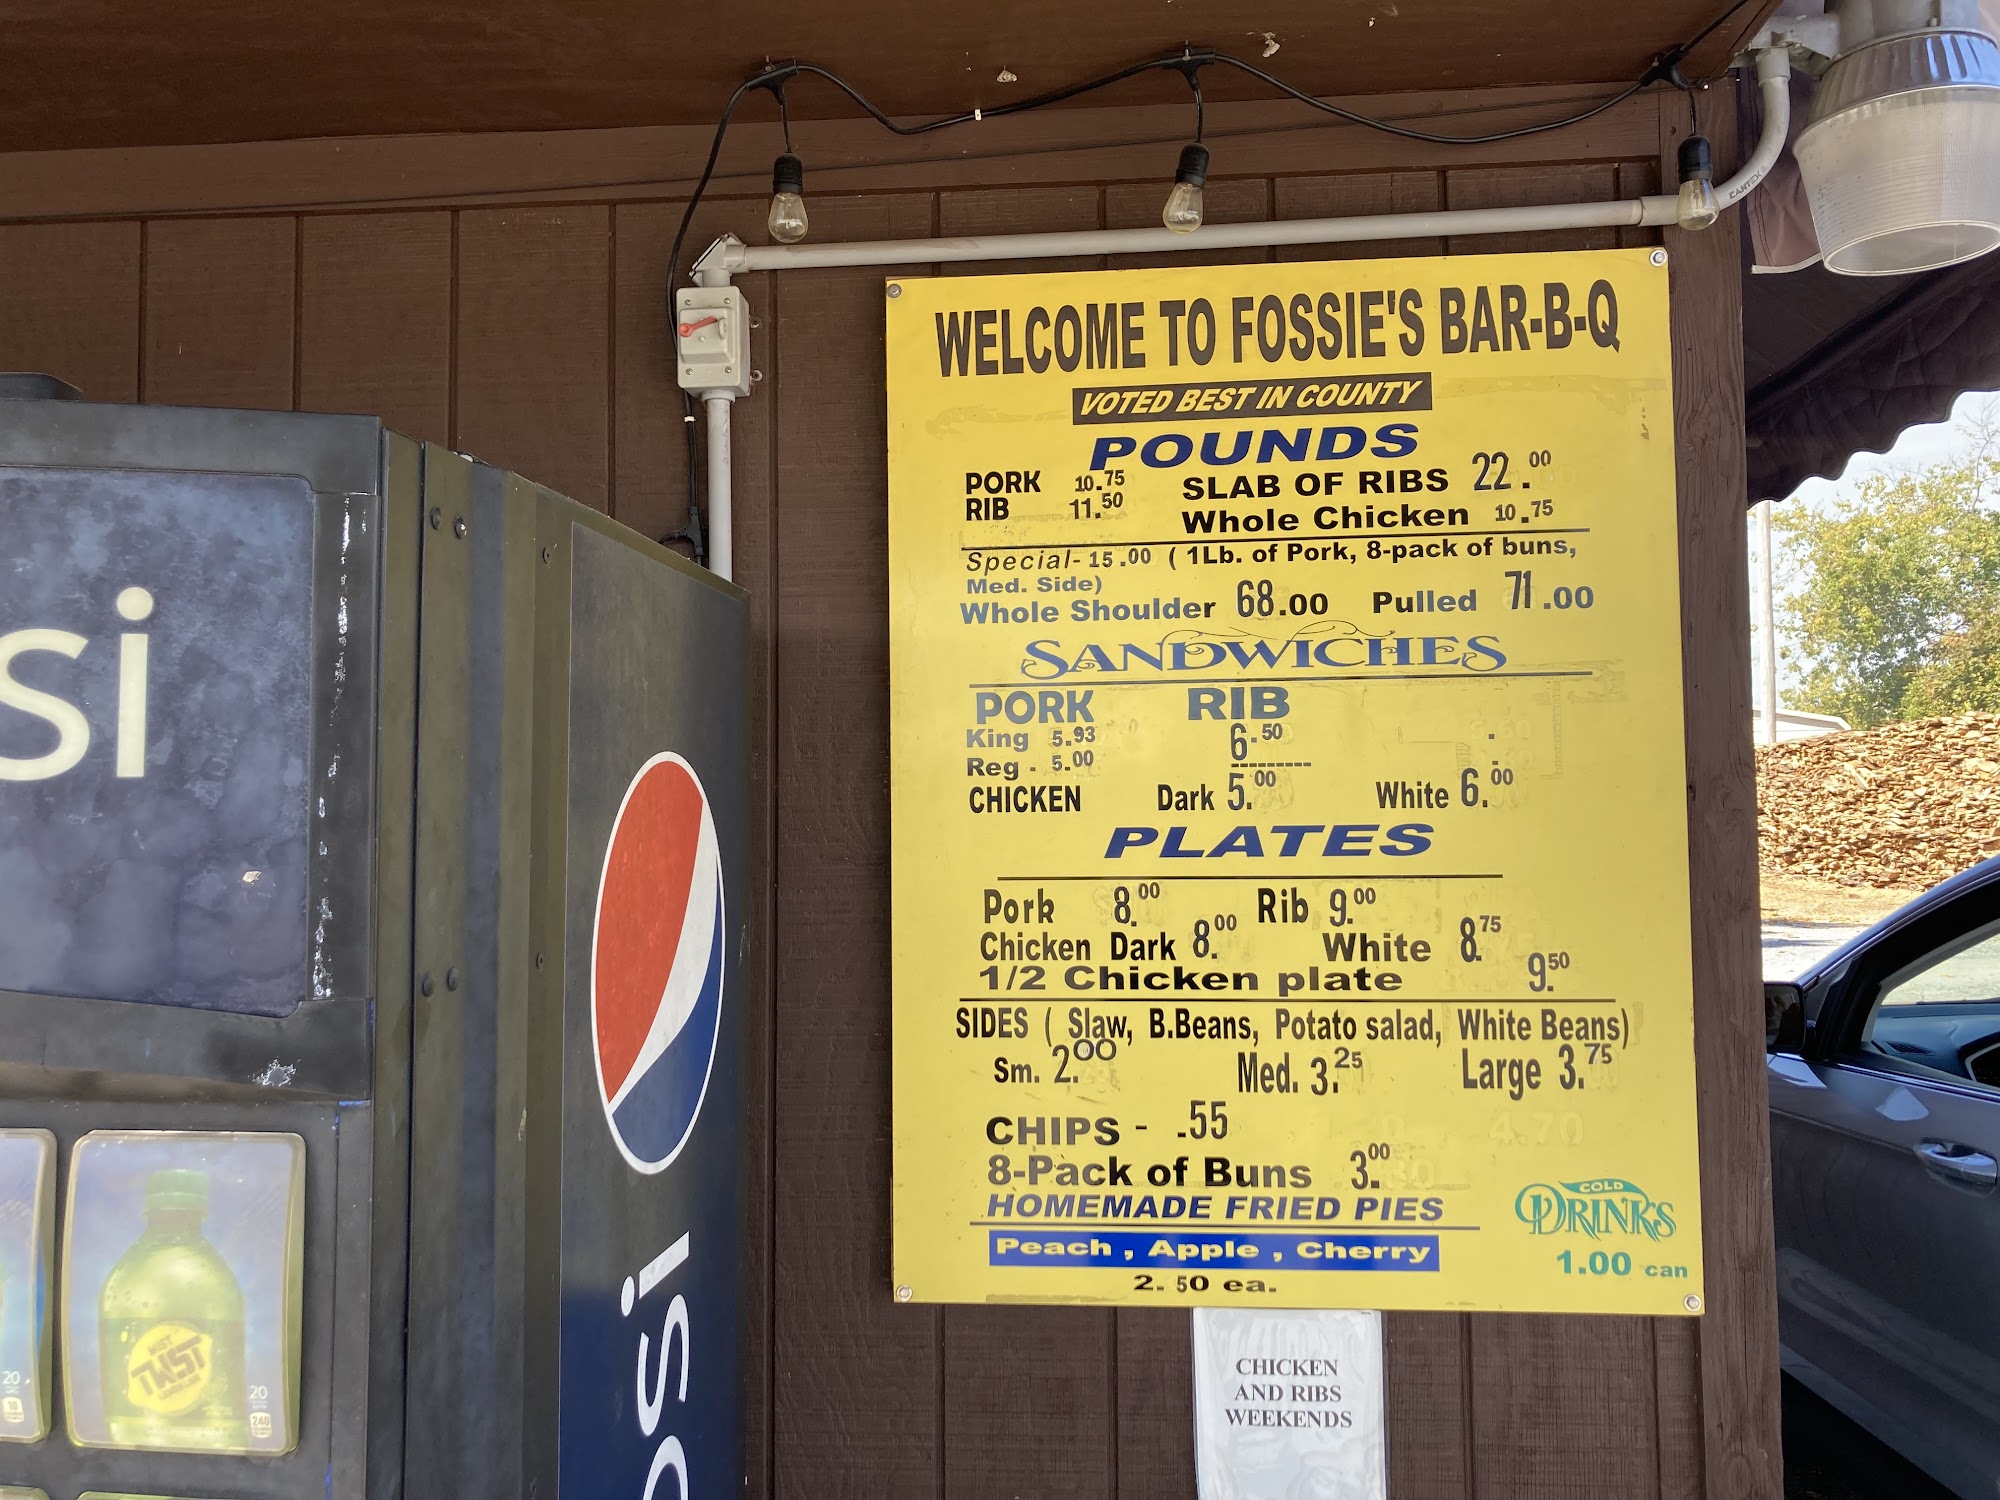 WELCOME TO FOSSIE'S BAR-B-Q
VOTED BEST IN COUNTY
POUNDS
PORK 10.75 SLAB OF RIBS 22.00
RIB 11.50 Whole Chicken 10.75
Special- 15.00 ( 1Lb. of Pork, 8-pack of buns,
Med. Side)
Whole Shoulder 68.00 Pulled 71.00
SANDWICHES
PORK RIB
King 5.93 6.50
Reg - 5.00 ---------
CHICKEN Dark 5.00 White 6.00
PLATES
Pork 8.00 Rib 9.00
Chicken Dark 8.00 White 8.75
1/2 Chicken plate 9.50
SIDES ( Slaw, B.Beans, Potato salad, White Beans)
Sm. 2.00 Med. 3.25 Large 3.75
CHIPS - .55
8-Pack of Buns 3.00
HOMEMADE FRIED PIES
Peach , Apple , Cherry
2.50 ea.
COLD
DRINKS
1.00 can
CHICKEN
AND RIBS
WEEKENDS
si
psi
TWST
20
240
20
CANTEX